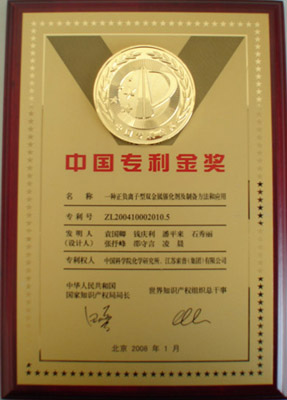 中国专利金奖
名称 一种正负离子型双金属催化剂及制备方法和应用
专利号 ZL200410002010.5
发明人 袁国卿 钱庆利 潘平来 石寿丽
(设计人) 张抒峰 邵守言 凌晨
专利权人 中国科学院化学研究所、江苏索普(集团)有限公司
中华人民共和国 世界知识产权组织总干事
国家知识产权局局长
北京 2008 年 1 月